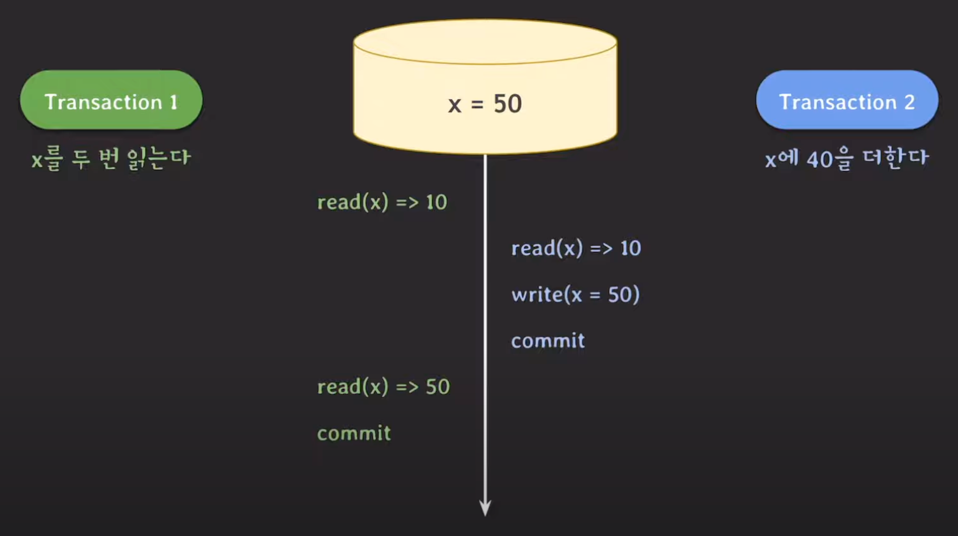 Transaction 1
x = 50
Transaction 2
x를 두 번 읽는다
x에 40을 더한다
read(x) => 10
read(x) => 10
write(x = 50)
commit
read(x) => 50
commit